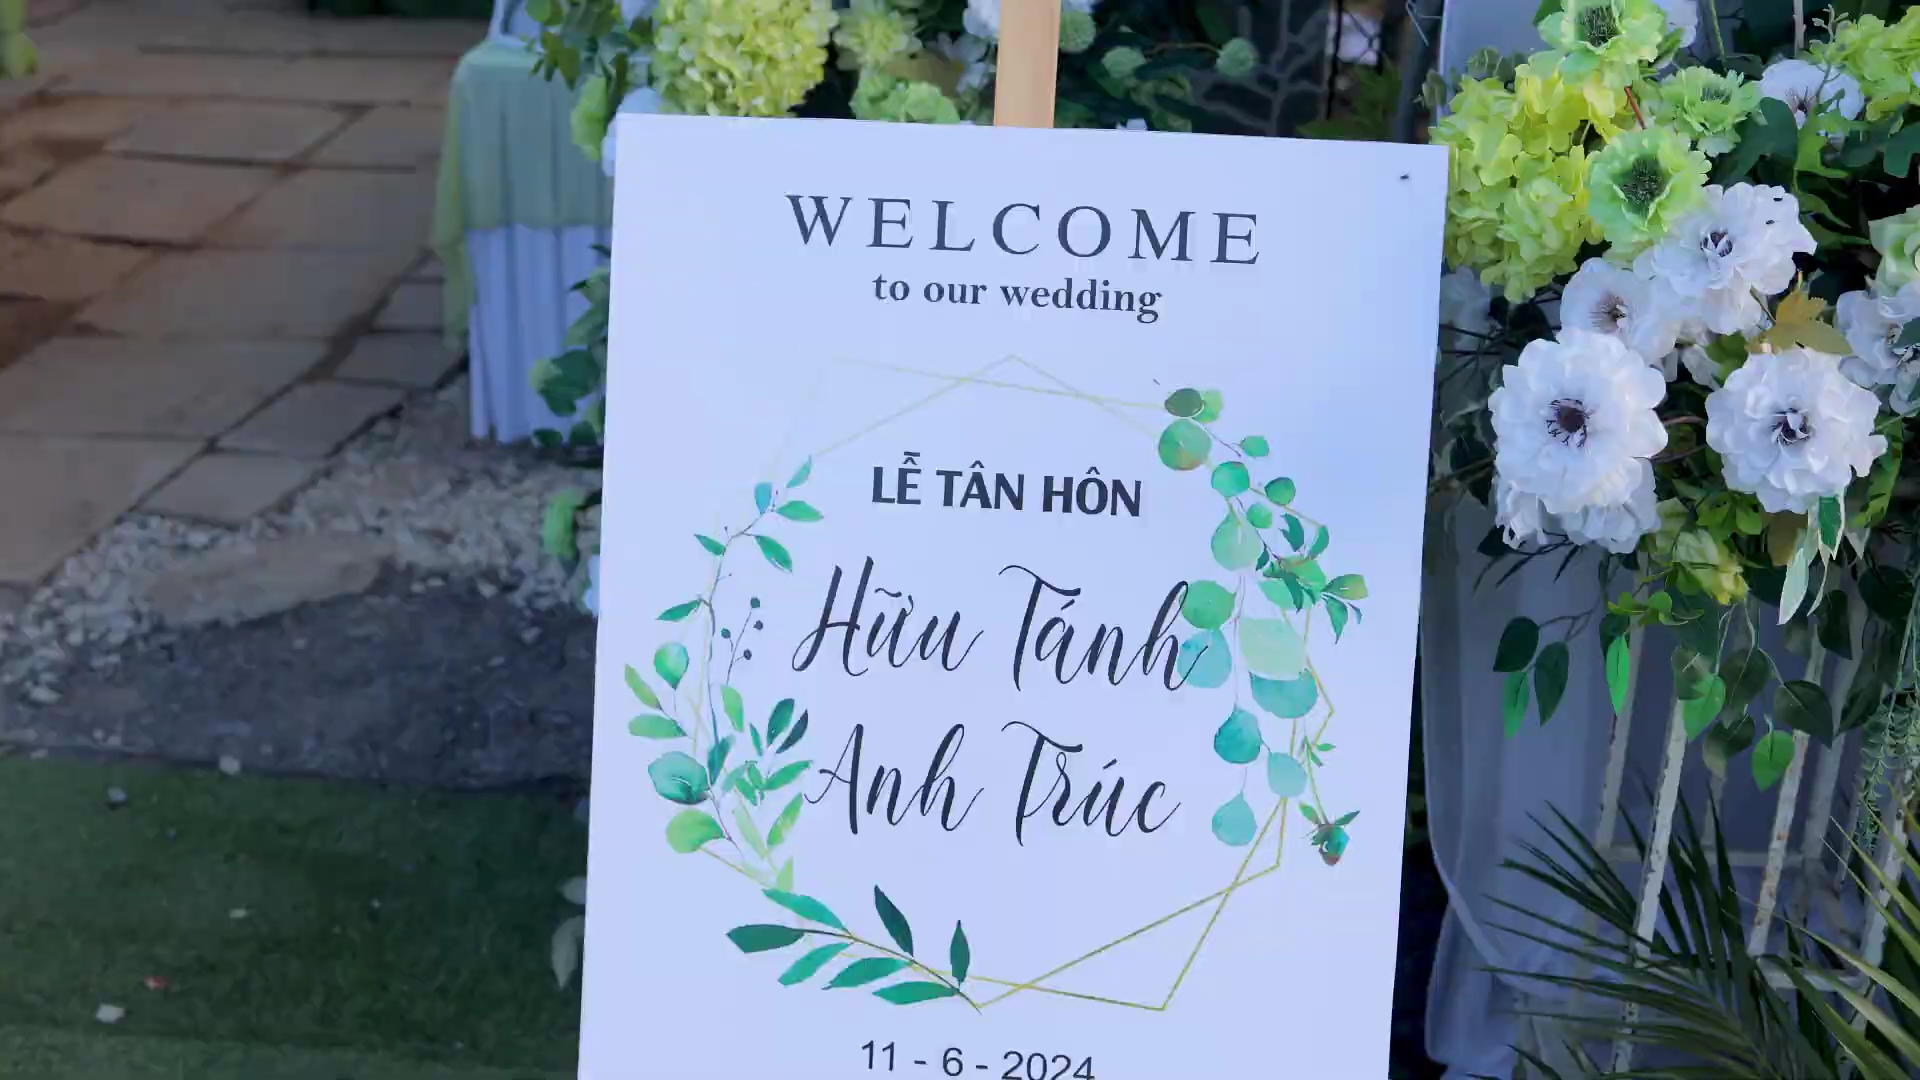 WELCOME
to our wedding
LỄ TÂN HÔN
Hữu Tánh
Anh Trúc
11 - 6 - 2024